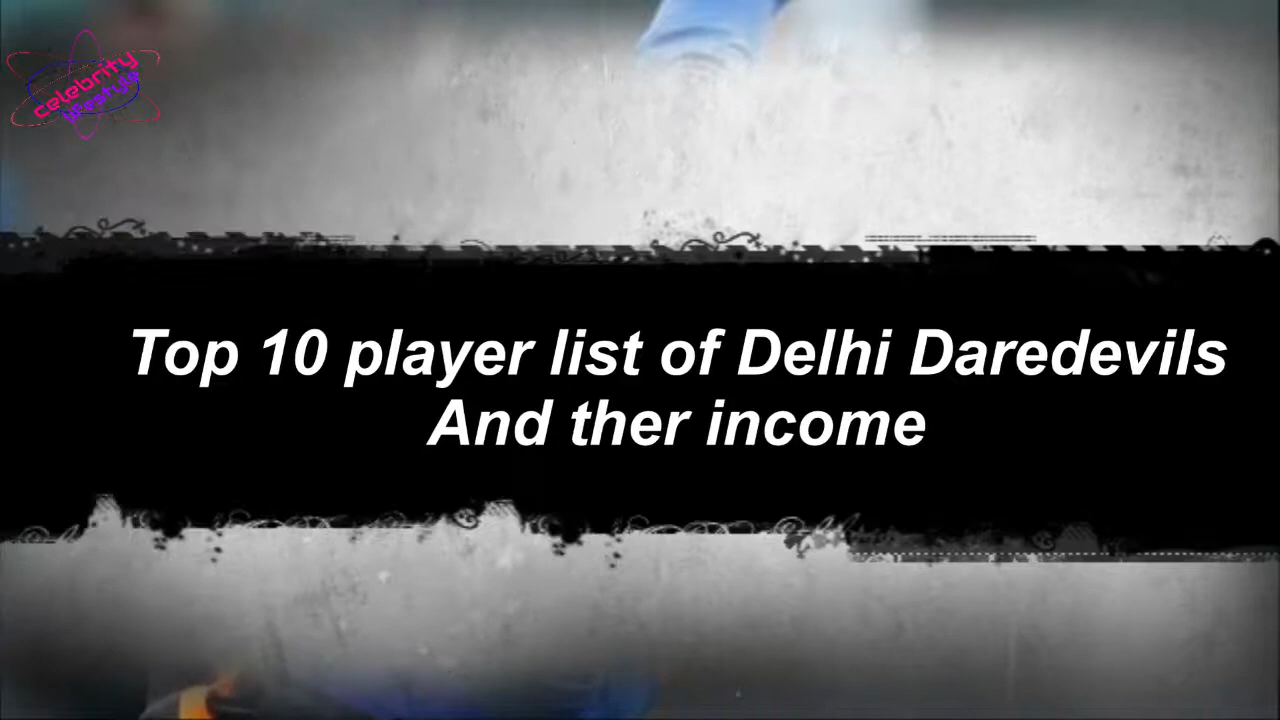 celebrity
lifestyle
Top 10 player list of Delhi Daredevils
And ther income